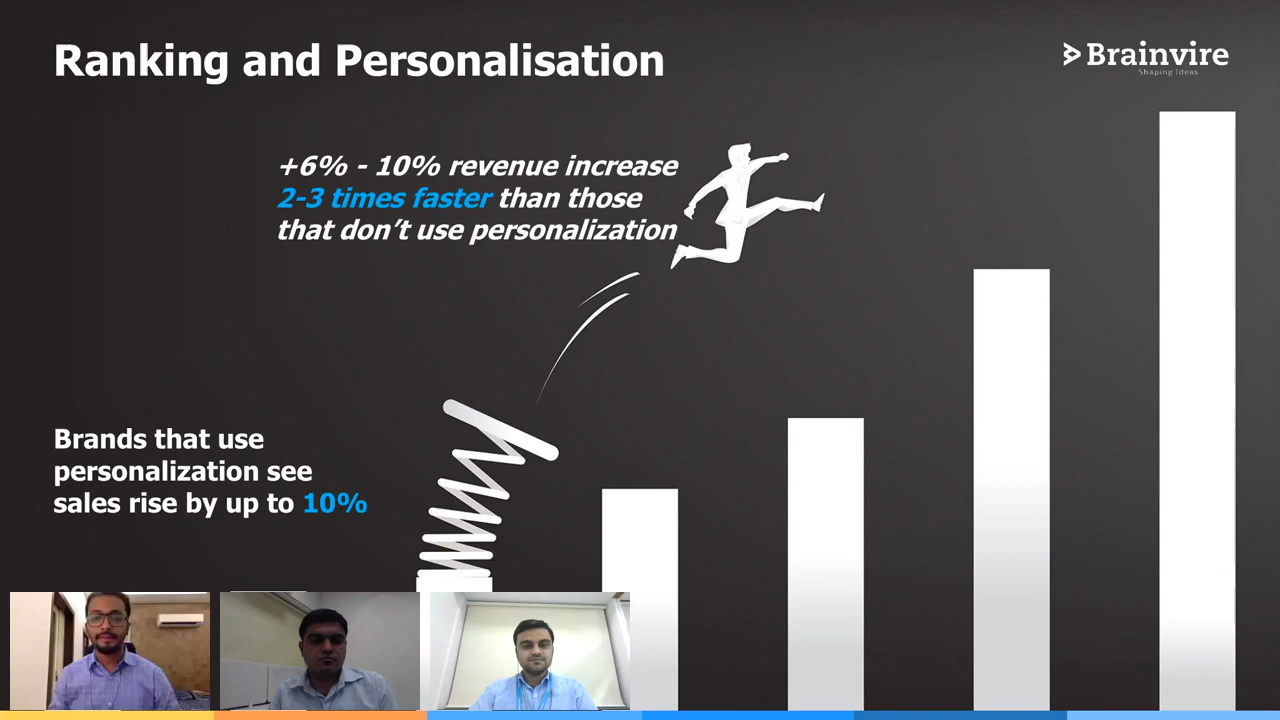 Ranking and Personalisation
Brainvire
Shaping Ideas
+6% - 10% revenue increase
2-3 times faster than those
that don’t use personalization
Brands that use
personalization see
sales rise by up to 10%